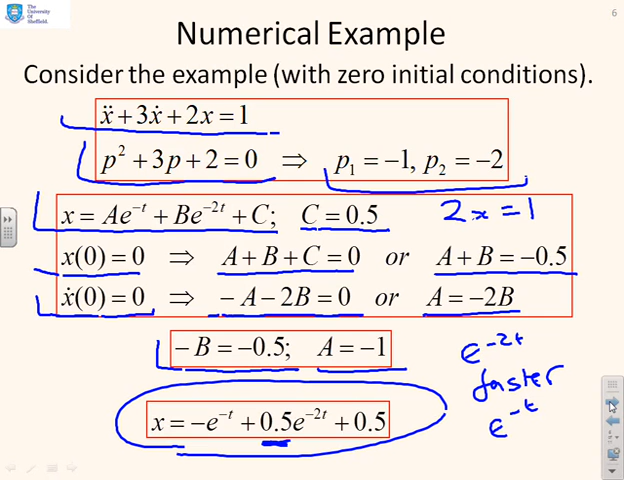 The
University
Of
Sheffield.
6
Numerical Example
Consider the example (with zero initial conditions).
ẍ + 3ẋ + 2x = 1
p² + 3p + 2 = 0 ⇒ p₁ = −1, p₂ = −2
x = Ae⁻ᵗ + Be⁻²ᵗ + C; C = 0.5 2x = 1
x(0) = 0 ⇒ A + B + C = 0 or A + B = −0.5
ẋ(0) = 0 ⇒ −A − 2B = 0 or A = −2B
−B = −0.5; A = −1
e⁻²ᵗ
faster
e⁻ᵗ
x = −e⁻ᵗ + 0.5e⁻²ᵗ + 0.5